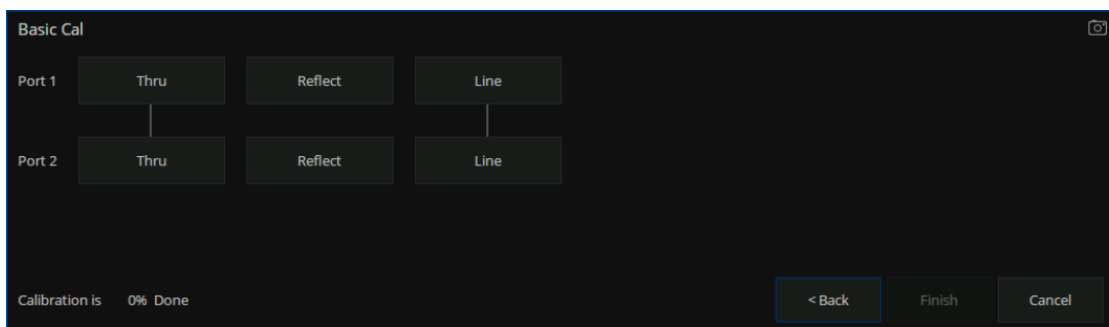 Basic Cal
Port 1 Thru Reflect Line
Port 2 Thru Reflect Line
Calibration is 0% Done < Back Finish Cancel